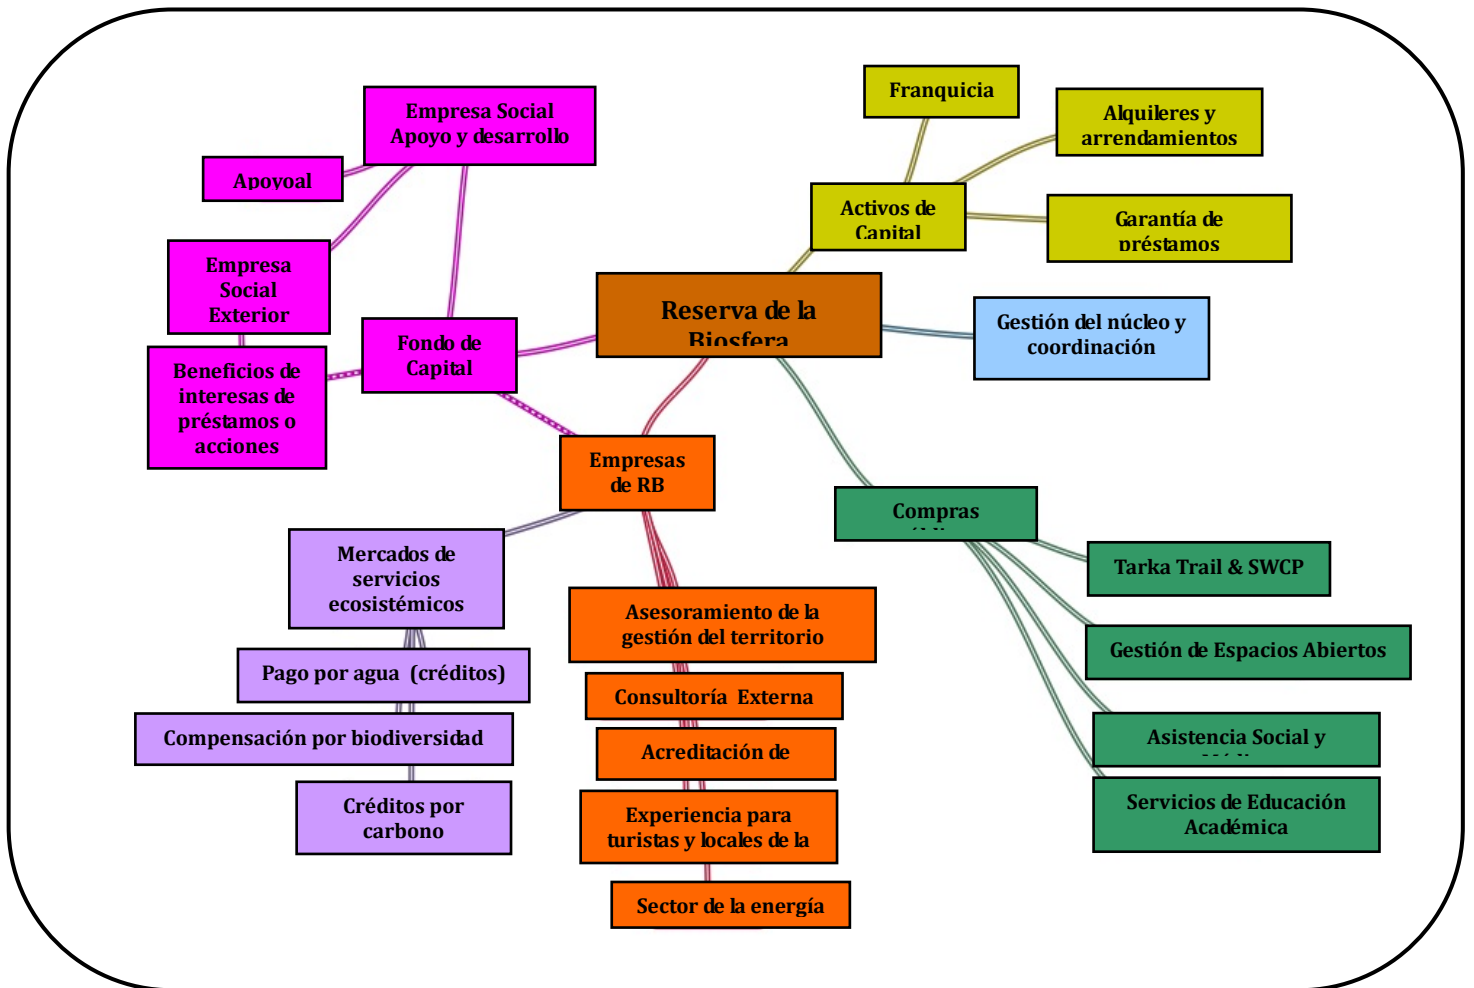 Franquicia
Empresa Social
Apoyo y desarrollo
Alquileres y
arrendamientos
Apoyoal
Activos de
Capital
Garantía de
préstamos
Empresa
Social
Exterior
Reserva de la
Biosfera
Gestión del núcleo y
coordinación
Fondo de
Capital
Beneficios de
interesas de
préstamos o
acciones
Empresas
de RB
Compras
Mercados de
servicios
ecosistémicos
Tarka Trail & SWCP
Asesoramiento de la
gestión del territorio
Gestión de Espacios Abiertos
Pago por agua (créditos)
Consultoría Externa
Compensación por biodiversidad
Acreditación de
Asistencia Social y
Créditos por
carbono
Experiencia para
turistas y locales de la
Servicios de Educación
Académica
Sector de la energía